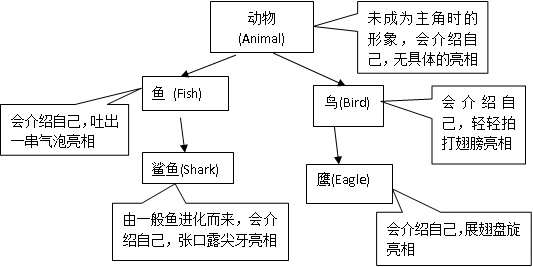 动物
(Animal)
未成为主角时的
形象，会介绍自
己，无具体的亮相
鱼 (Fish)
鸟(Bird)
会介绍自己，吐出
一串气泡亮相
会介绍自
己，轻轻拍
打翅膀亮相
鲨鱼(Shark)
鹰(Eagle)
由一般鱼进化而来，会介
绍自己，张口露尖牙亮相
会介绍自己，展翅盘旋
亮相